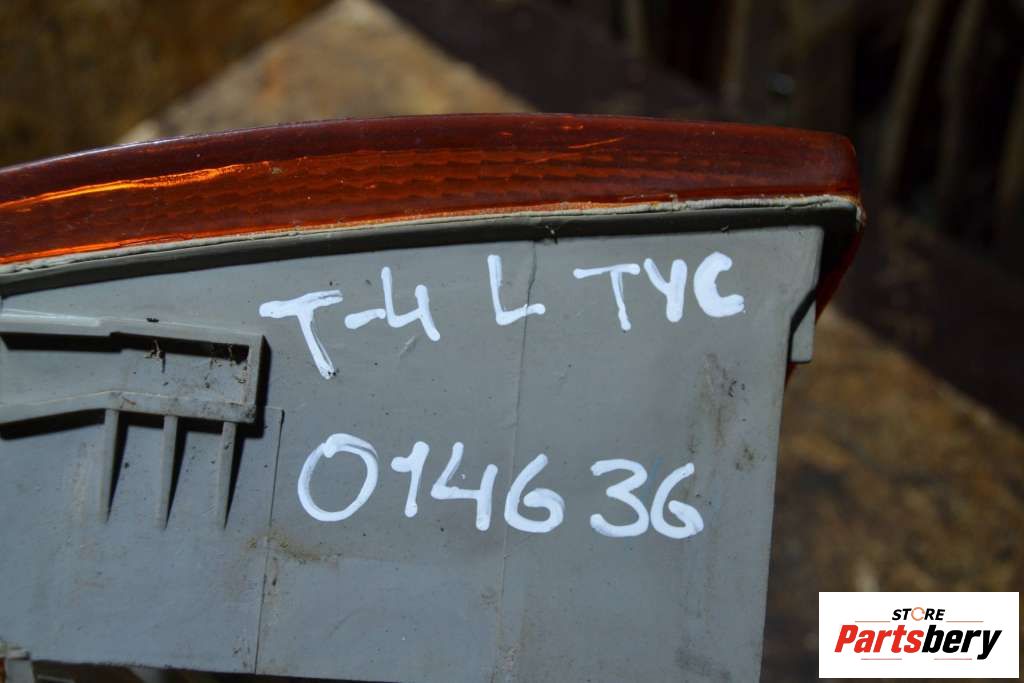 T-4 L TYC
014636
STORE
Partsbery